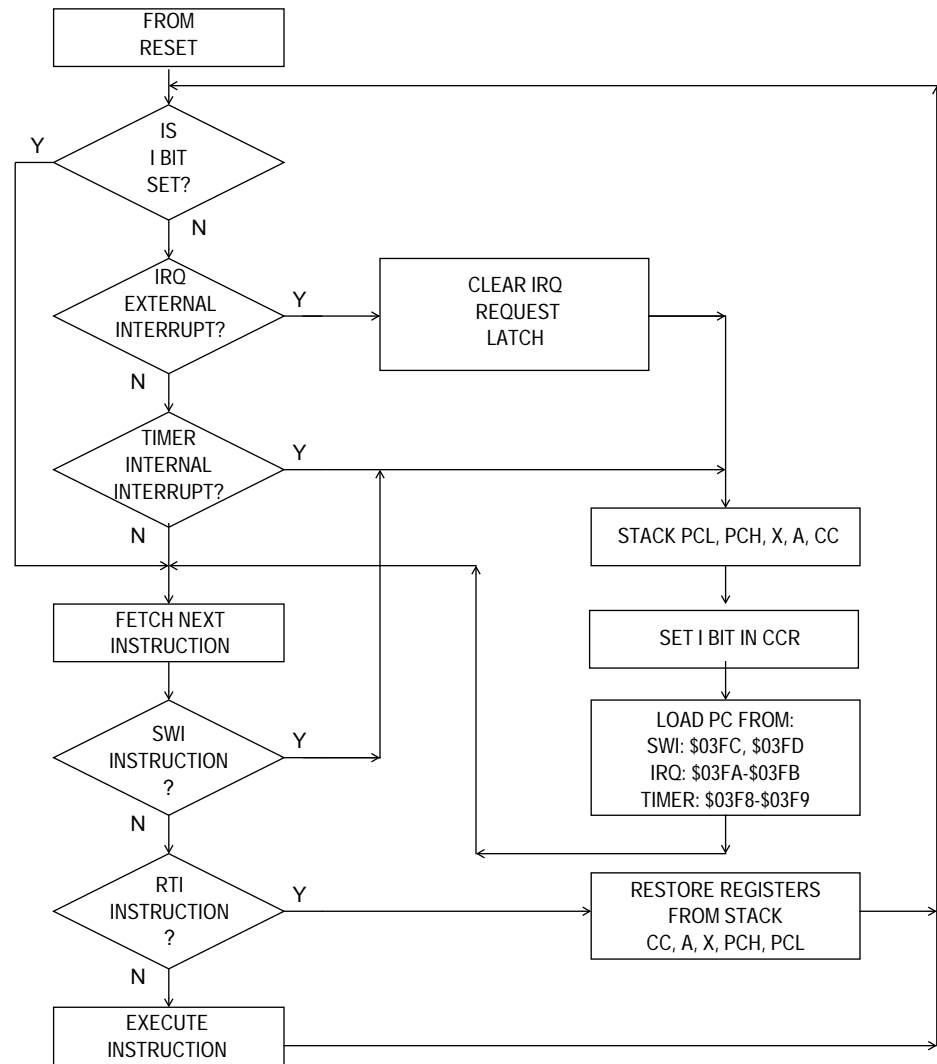 FROM
RESET
IS
I BIT
SET?
Y
N
IRQ
EXTERNAL
INTERRUPT?
Y
N
CLEAR IRQ
REQUEST
LATCH
TIMER
INTERNAL
INTERRUPT?
Y
N
STACK PCL, PCH, X, A, CC
FETCH NEXT
INSTRUCTION
SET I BIT IN CCR
SWI
INSTRUCTION
?
Y
N
LOAD PC FROM:
SWI: $03FC, $03FD
IRQ: $03FA-$03FB
TIMER: $03F8-$03F9
RTI
INSTRUCTION
?
Y
N
RESTORE REGISTERS
FROM STACK
CC, A, X, PCH, PCL
EXECUTE
INSTRUCTION